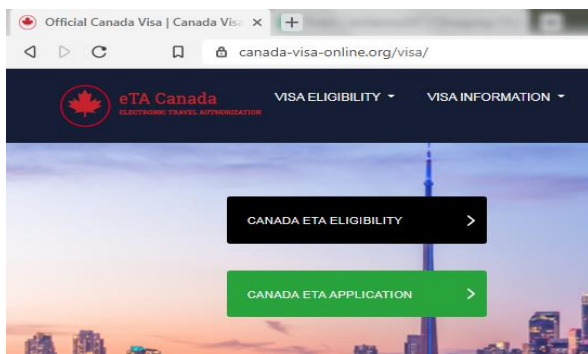 Official Canada Visa | Canada Vis
canada-visa-online.org/visa/
eTA Canada
ELECTRONIC TRAVEL AUTHORIZATION
VISA ELIGIBILITY
VISA INFORMATION
CANADA ETA ELIGIBILITY
CANADA ETA APPLICATION